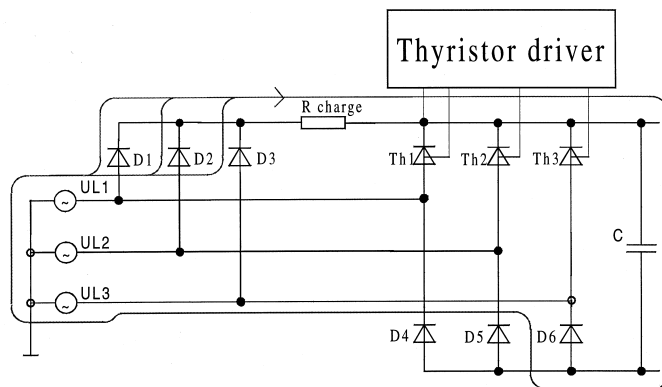 Thyristor driver
R charge
D1
D2
D3
Th1
Th2
Th3
UL1
~
UL2
~
UL3
~
C
D4
D5
D6